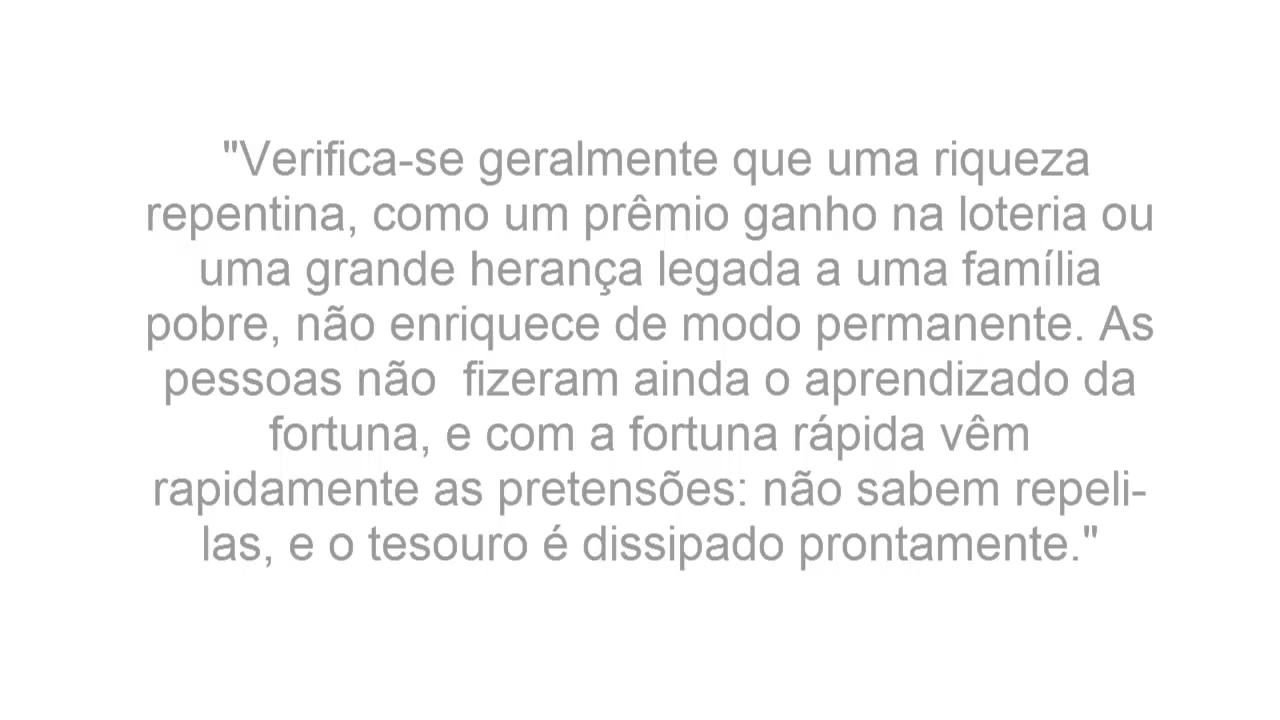 "Verifica-se geralmente que uma riqueza
repentina, como um prêmio ganho na loteria ou
uma grande herança legada a uma família
pobre, não enriquece de modo permanente. As
pessoas não  fizeram ainda o aprendizado da
fortuna, e com a fortuna rápida vêm
rapidamente as pretensões: não sabem repeli-
las, e o tesouro é dissipado prontamente."